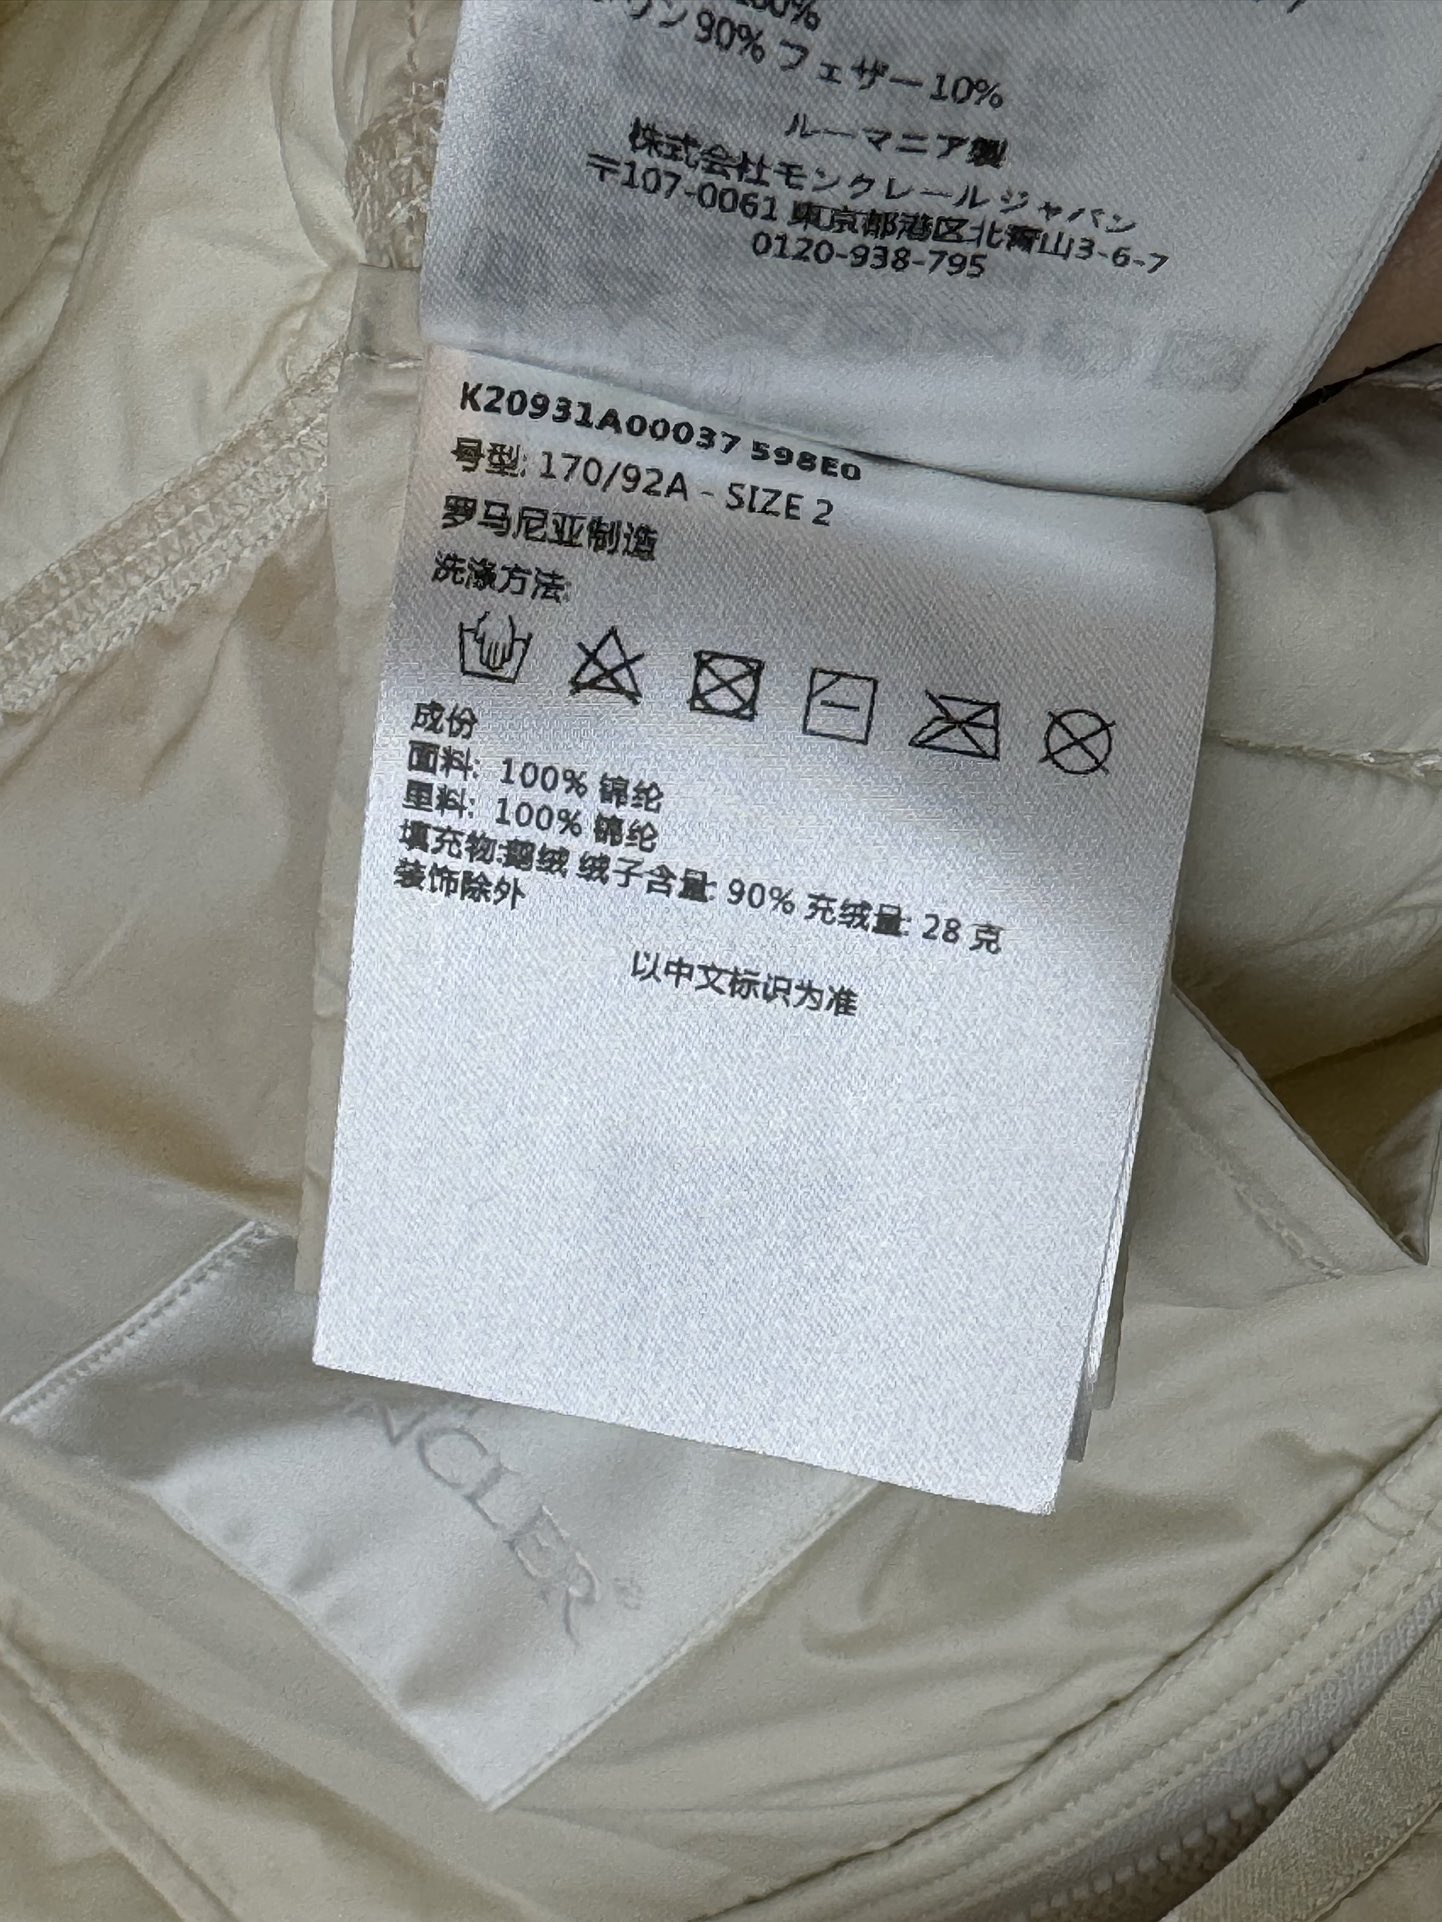 100%
ン90% フェザー10%
ルーマニア製
株式会社モンクレールジャパン
〒107-0061 東京都港区北青山3-6-7
0120-938-795
K20931A00037 598E0
号型: 170/92A - SIZE 2
罗马尼亚制造
洗涤方法:
成份
面料: 100% 锦纶
里料: 100% 锦纶
填充物:鹅绒 绒子含量: 90% 充绒量: 28 克
装饰除外
以中文标识为准
NCLER